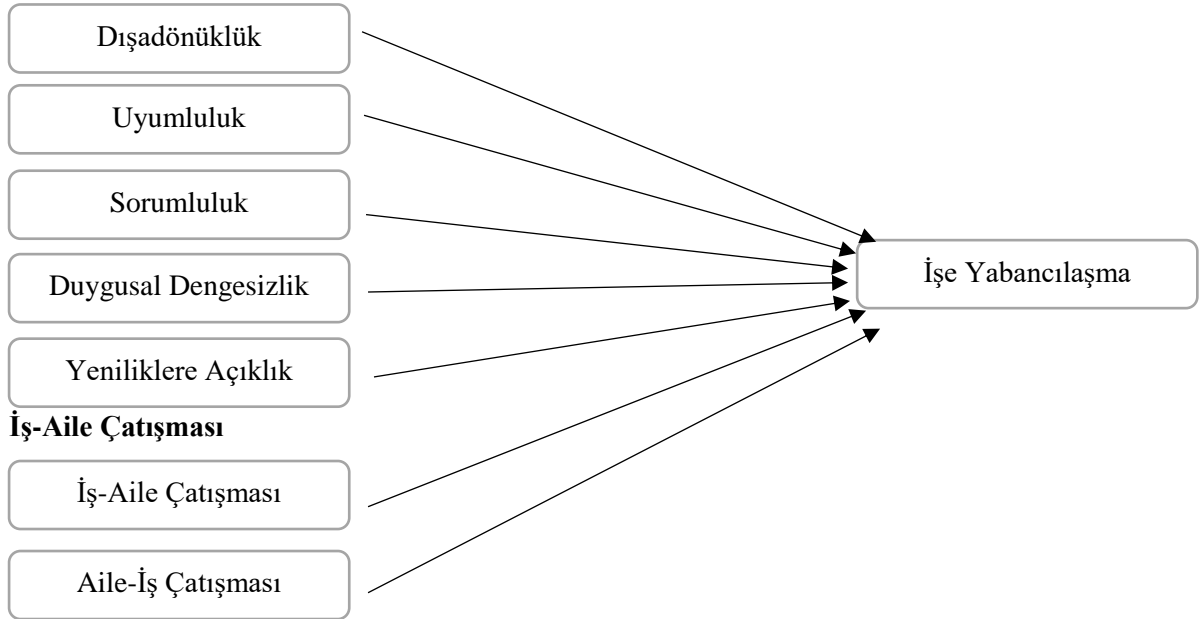 Dışadönüklük
Uyumluluk
Sorumluluk
Duygusal Dengesizlik
Yeniliklere Açıklık
İş-Aile Çatışması
İş-Aile Çatışması
Aile-İş Çatışması
İşe Yabancılaşma